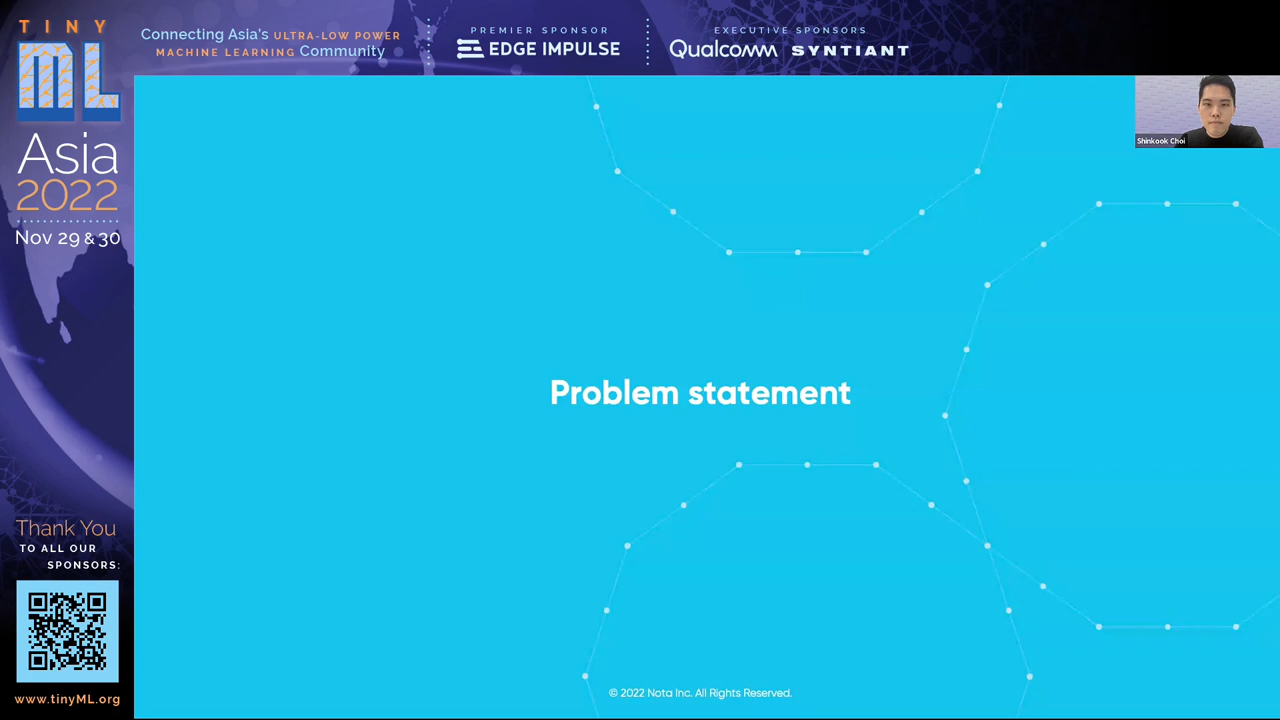 TINY
ML
Asia
2022
Nov 29 & 30
Connecting Asia's ULTRA-LOW POWER
MACHINE LEARNING Community
PREMIER SPONSOR
EDGE IMPULSE
EXECUTIVE SPONSORS
Qualcomm SYNTIANT
Shinkook Choi
Problem statement
© 2022 Nota Inc. All Rights Reserved.
Thank You
TO ALL OUR
SPONSORS:
www.tinyML.org